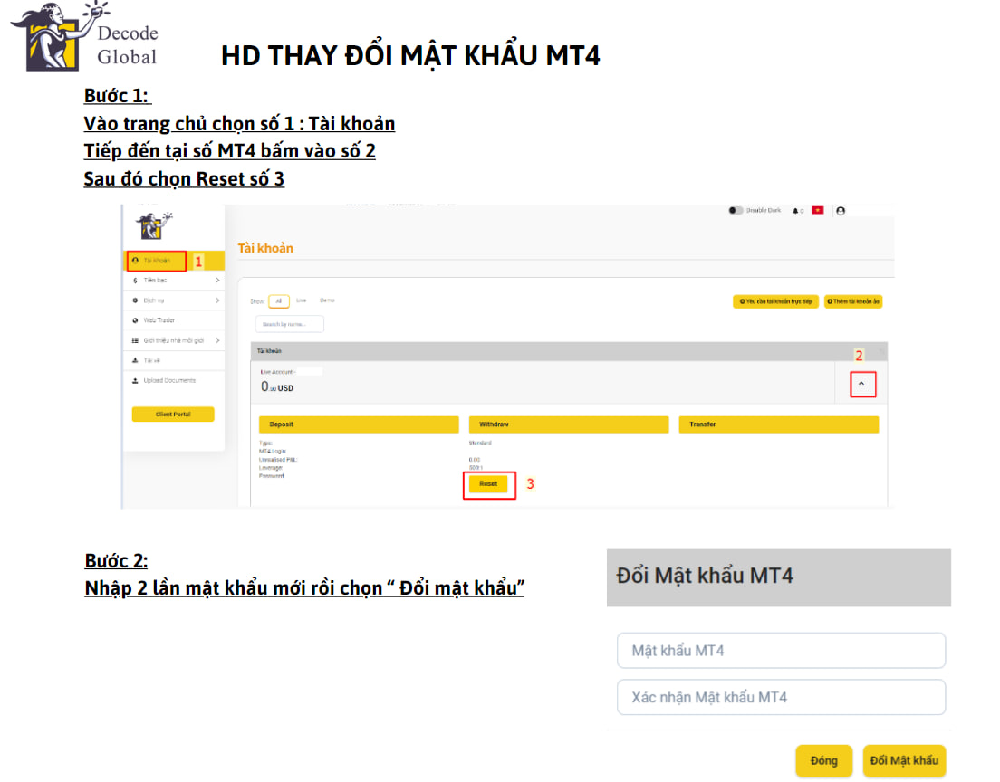 Decode
Global
HD THAY ĐỔI MẬT KHẨU MT4
Bước 1:
Vào trang chủ chọn số 1 : Tài khoản
Tiếp đến tại số MT4 bấm vào số 2
Sau đó chọn Reset số 3
Disable Dark
0
Tài khoản
Tài khoản
1
Tiền bạc
Dịch vụ
Web Trader
Giới thiệu nhà môi giới
Tải về
Upload Documents
Client Portal
Show:
All
Live
Demo
Yêu cầu tài khoản trực tiếp
Thêm tài khoản ảo
Search by name...
Tài khoản
2
Live Account -
0.00 USD
Deposit
Withdraw
Transfer
Type:
Standard
MT4 Login:
Unrealised P&L:
0.00
Leverage:
500:1
Password
Reset
3
Bước 2:
Nhập 2 lần mật khẩu mới rồi chọn “ Đổi mật khẩu”
Đổi Mật khẩu MT4
Mật khẩu MT4
Xác nhận Mật khẩu MT4
Đóng
Đổi Mật khẩu